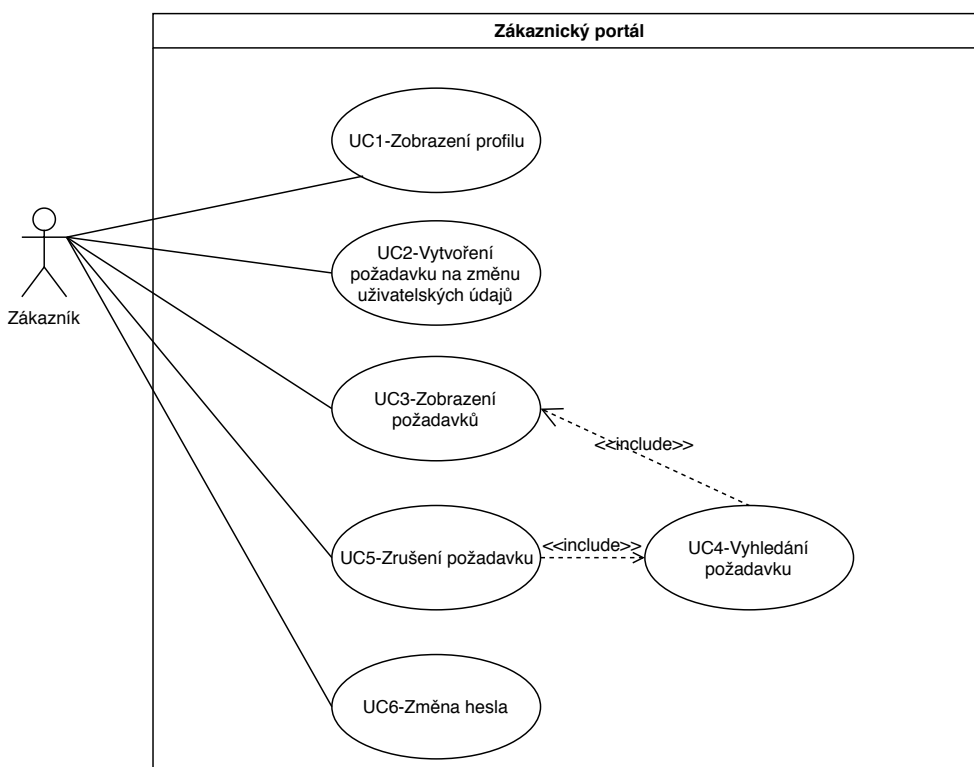 Zákaznický portál
UC1-Zobrazení profilu
UC2-Vytvoření
požadavku na změnu
uživatelských údajů
Zákazník
UC3-Zobrazení
požadavků
<<include>>
UC5-Zrušení požadavku
<<include>>
UC4-Vyhledání
požadavku
UC6-Změna hesla